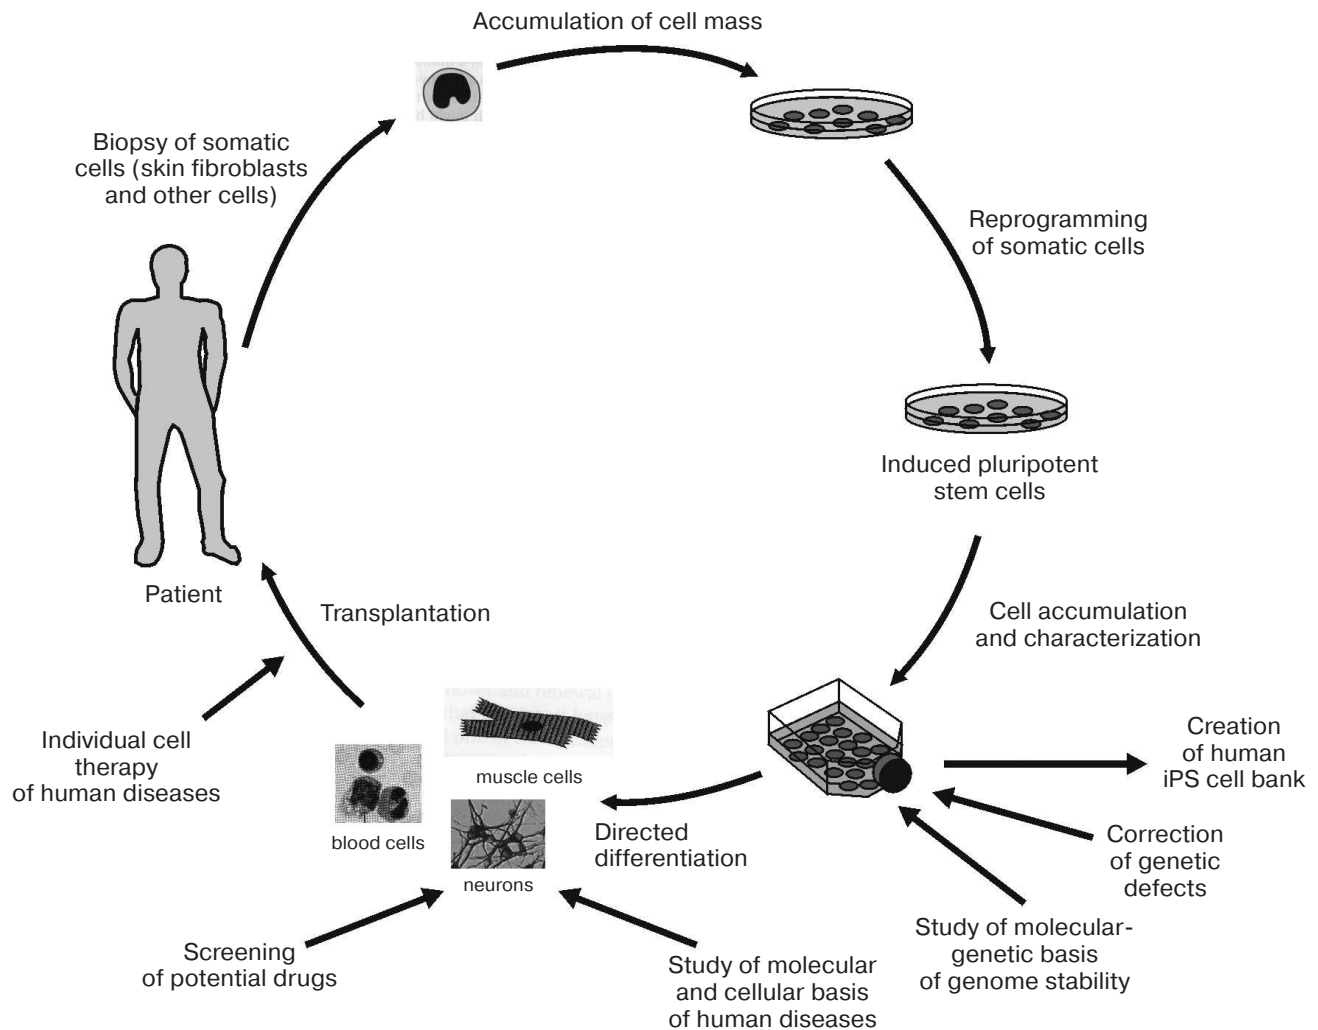 Accumulation of cell mass
Biopsy of somatic
cells (skin fibroblasts
and other cells)
Reprogramming
of somatic cells
Induced pluripotent
stem cells
Patient
Transplantation
Cell accumulation
and characterization
Individual cell
therapy
of human diseases
muscle cells
blood cells
neurons
Directed
differentiation
Creation
of human
iPS cell bank
Correction
of genetic
defects
Study of molecular-
genetic basis
of genome stability
Screening
of potential drugs
Study of molecular
and cellular basis
of human diseases